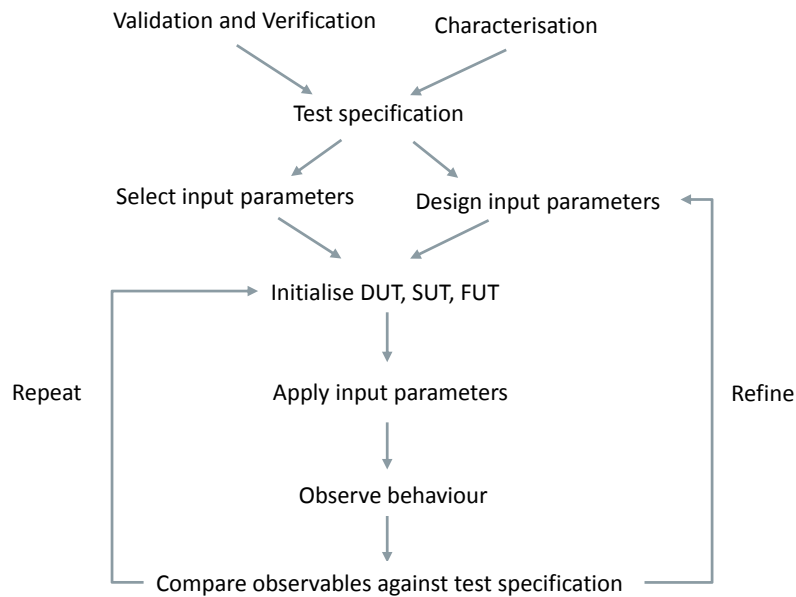 Validation and Verification
Characterisation
Test specification
Select input parameters
Design input parameters
Initialise DUT, SUT, FUT
Repeat
Apply input parameters
Refine
Observe behaviour
Compare observables against test specification